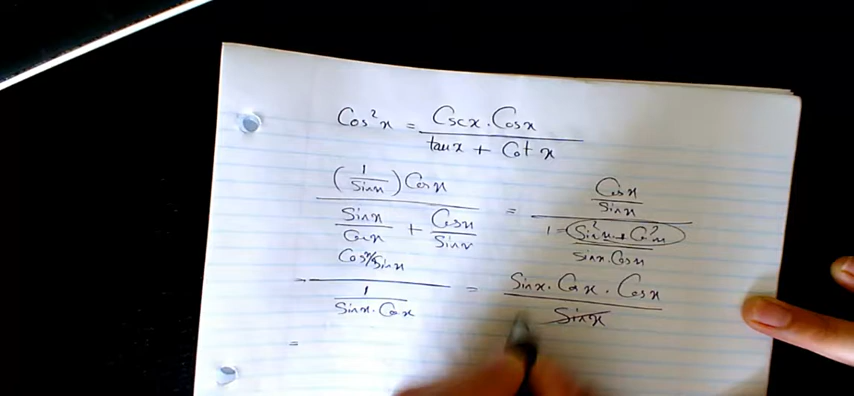 Cos²x = Cscx . Cosx / tanx + Cot x
(1/Sinx) Cosx / Sinx/Cosx + Cosx/Sinx = Cosx/Sinx / 1=Sin²x+Cos²x/Sinx.Cosx
Cosx/Sinx / 1/Sinx.Cosx = Sinx . Cosx . Cosx / Sinx
=